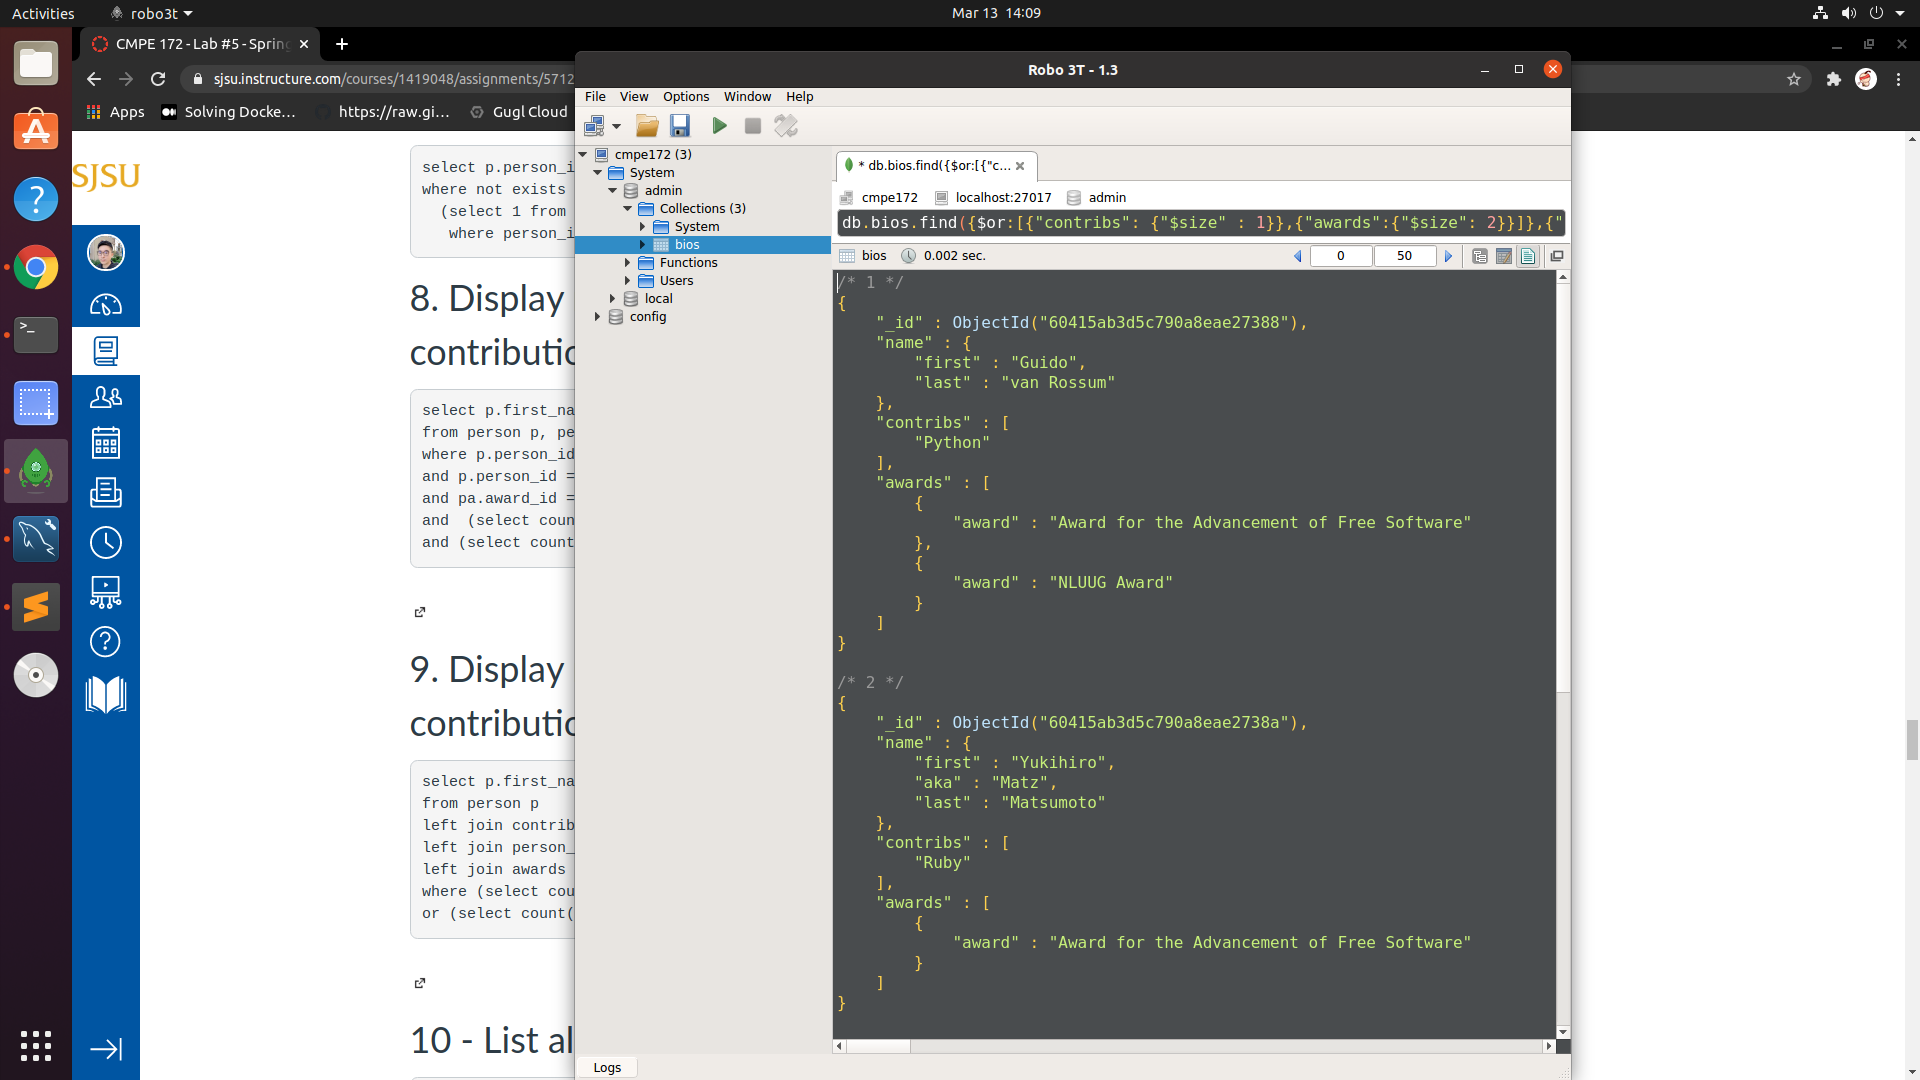 Activities
robo3t
Mar 13 14:09
CMPE 172 - Lab #5 - Spring
sjsu.instructure.com/courses/1419048/assignments/5712
Apps
Solving Docke...
https://raw.gi...
Gugl Cloud
SJSU
select p.person_i
where not exists
(select 1 from
where person_i
8. Display
contributio
select p.first_na
from person p, pe
where p.person_id
and p.person_id =
and pa.award_id =
and (select coun
and (select count
9. Display
contributio
select p.first_na
from person p
left join contrib
left join person_
left join awards
where (select cou
or (select count(
10 - List al
Robo 3T - 1.3
File View Options Window Help
cmpe172 (3)
System
admin
Collections (3)
System
bios
Functions
Users
local
config
* db.bios.find({$or:[{"c...
cmpe172 localhost:27017 admin
db.bios.find({$or:[{"contribs": {"$size" : 1}},{"awards":{"$size": 2}}]},{"
bios 0.002 sec. 0 50
/* 1 */
{
"_id" : ObjectId("60415ab3d5c790a8eae27388"),
"name" : {
"first" : "Guido",
"last" : "van Rossum"
},
"contribs" : [
"Python"
],
"awards" : [
{
"award" : "Award for the Advancement of Free Software"
},
{
"award" : "NLUUG Award"
}
]
}
/* 2 */
{
"_id" : ObjectId("60415ab3d5c790a8eae2738a"),
"name" : {
"first" : "Yukihiro",
"aka" : "Matz",
"last" : "Matsumoto"
},
"contribs" : [
"Ruby"
],
"awards" : [
{
"award" : "Award for the Advancement of Free Software"
}
]
}
Logs